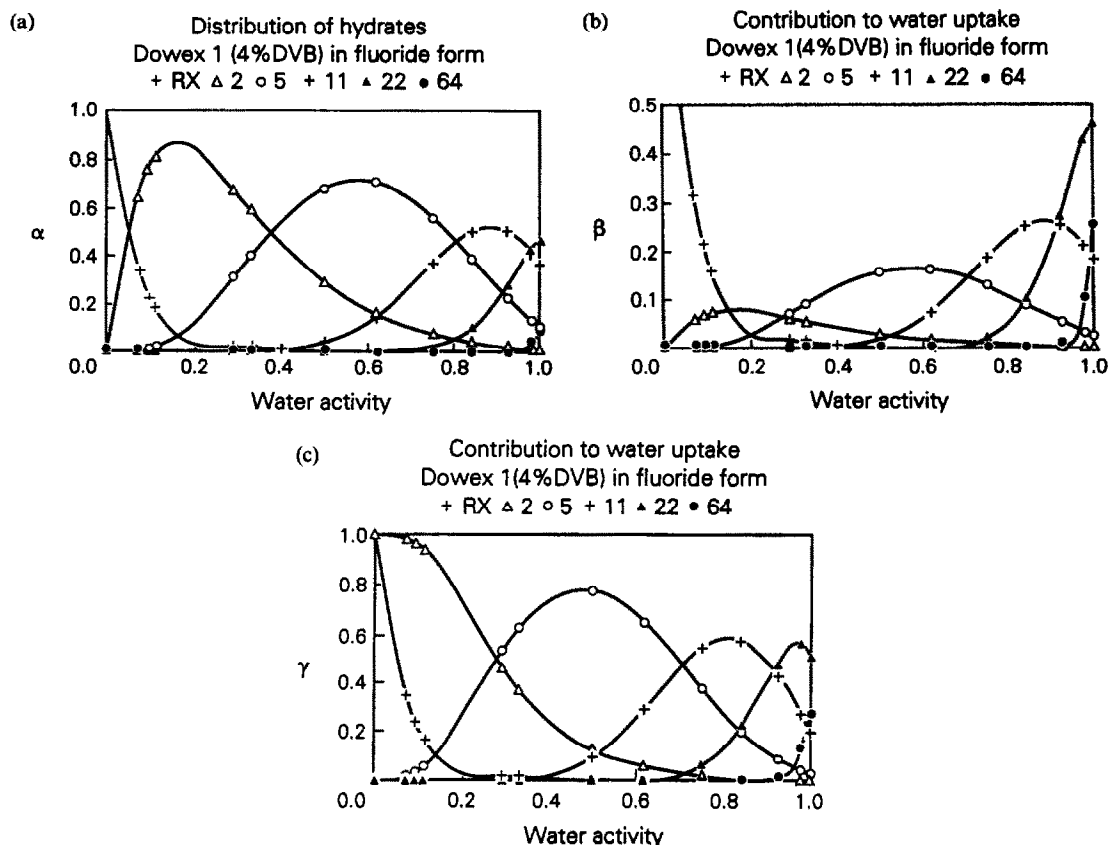 (a)
Distribution of hydrates
Dowex 1 (4%DVB) in fluoride form
+ RX △ 2 ○ 5 + 11 ▲ 22 ● 64
1.0
0.8
0.6
α
0.4
0.2
0.0 0.2 0.4 0.6 0.8 1.0
Water activity
(b)
Contribution to water uptake
Dowex 1(4%DVB) in fluoride form
+ RX △ 2 ○ 5 + 11 ▲ 22 ● 64
0.5
0.4
0.3
β
0.2
0.1
0.0 0.2 0.4 0.6 0.8 1.0
Water activity
(c)
Contribution to water uptake
Dowex 1(4%DVB) in fluoride form
+ RX △ 2 ○ 5 + 11 ▲ 22 ● 64
1.0
0.8
0.6
γ
0.4
0.2
0.0 0.2 0.4 0.6 0.8 1.0
Water activity